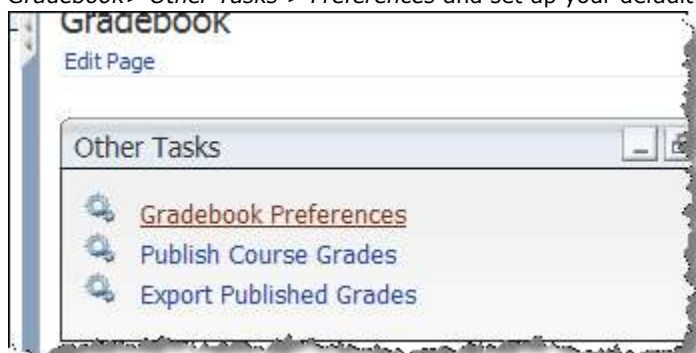 Gradebook> Other Tasks > Preferences and set up your default
Gradebook
Edit Page
Other Tasks
Gradebook Preferences
Publish Course Grades
Export Published Grades